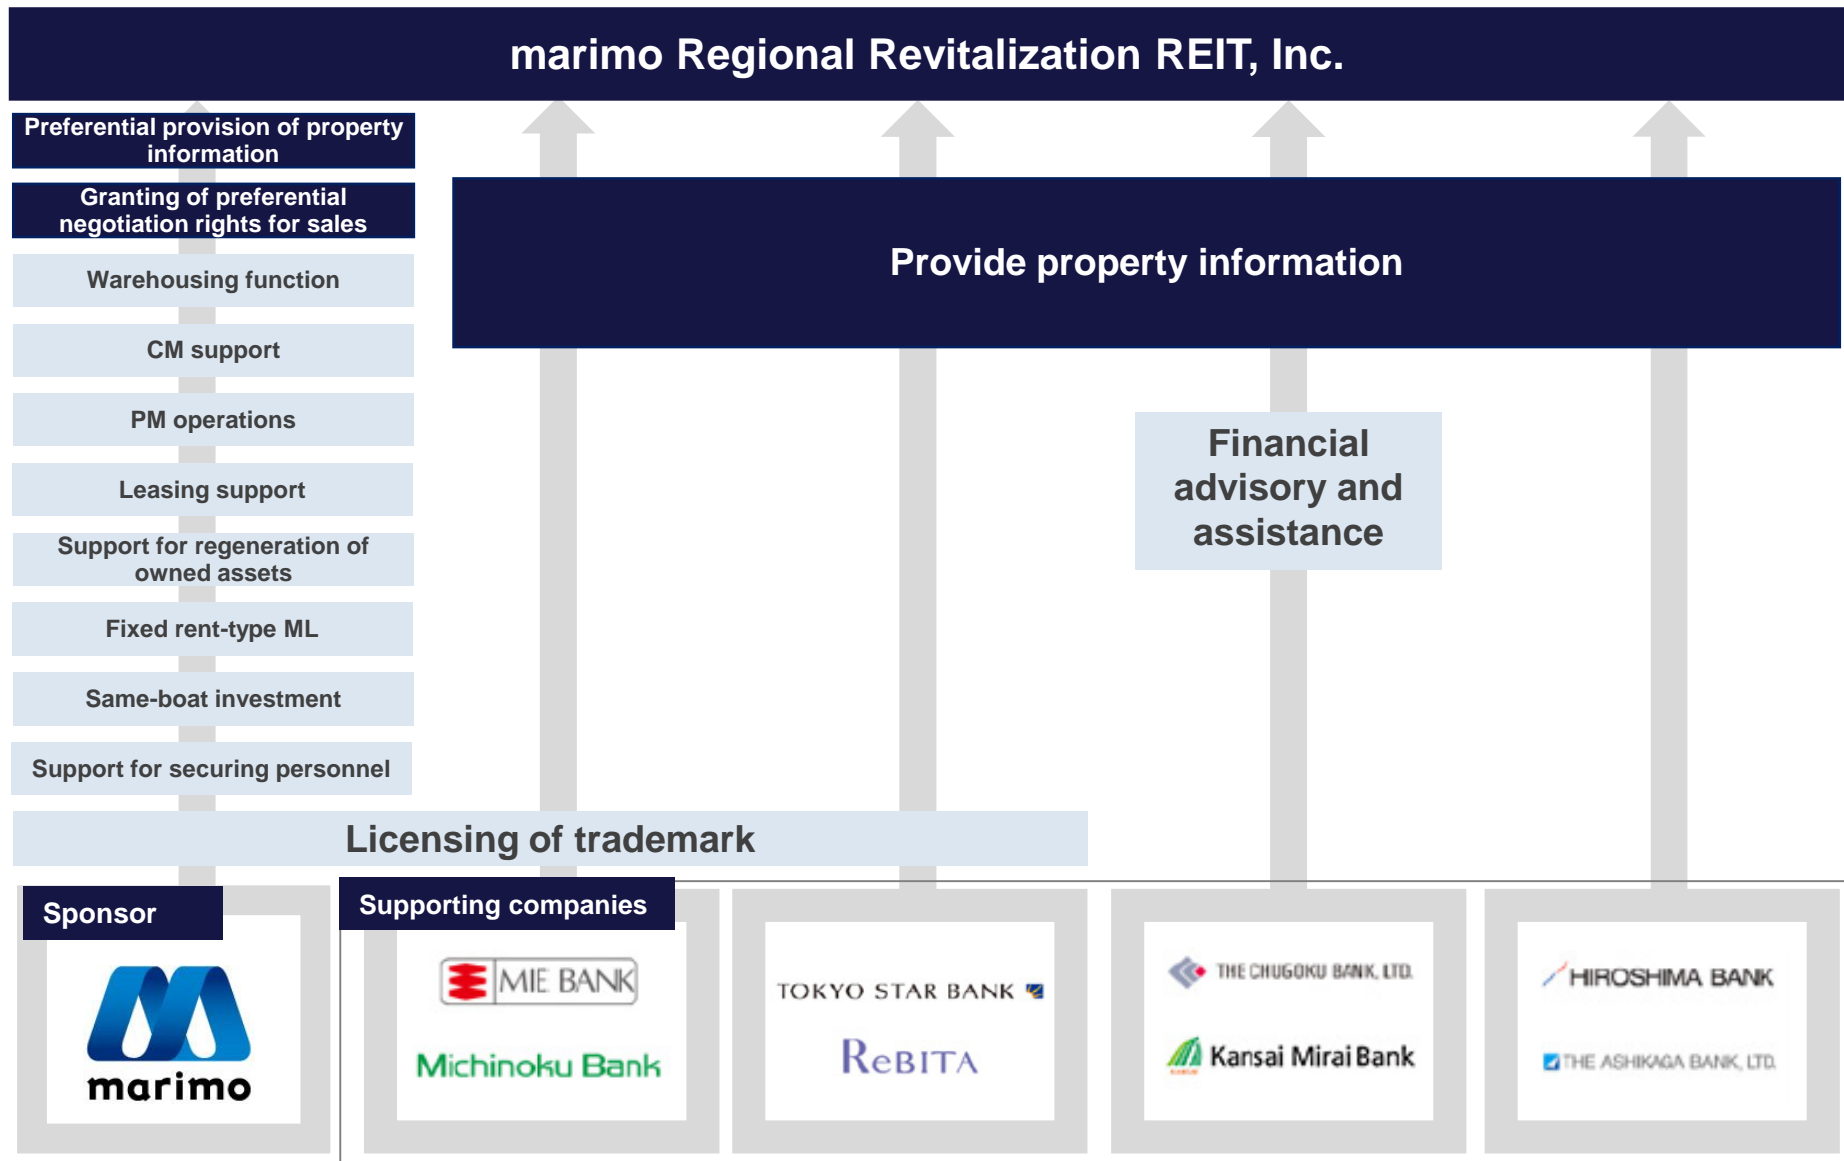 marimo Regional Revitalization REIT, Inc.
Preferential provision of property
information
Granting of preferential
negotiation rights for sales
Warehousing function
CM support
PM operations
Leasing support
Support for regeneration of
owned assets
Fixed rent-type ML
Same-boat investment
Support for securing personnel
Provide property information
Financial
advisory and
assistance
Licensing of trademark
Sponsor
marimo
Supporting companies
MIE BANK
Michinoku Bank
TOKYO STAR BANK
ReBITA
THE CHUGOKU BANK, LTD.
Kansai Mirai Bank
HIROSHIMA BANK
THE ASHIKAGA BANK, LTD.